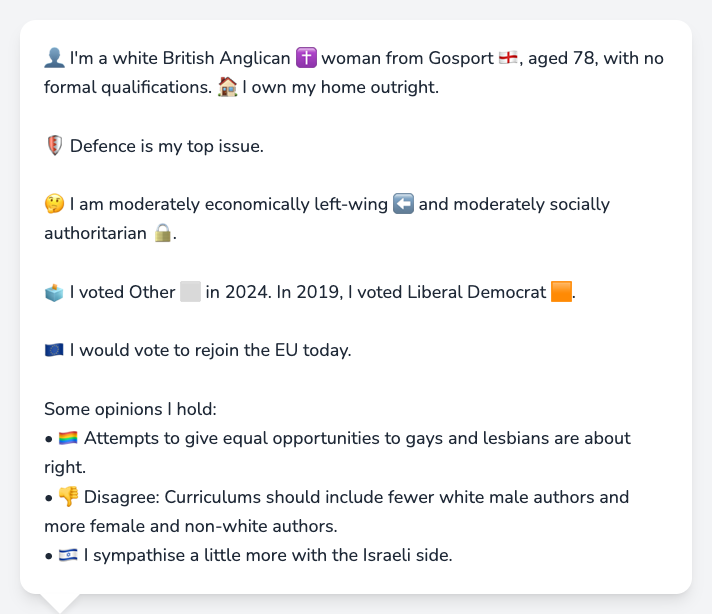 👤 I'm a white British Anglican ✝️ woman from Gosport 🏴󠁧󠁢󠁥󠁮󠁧󠁿, aged 78, with no
formal qualifications. 🏠 I own my home outright.
🛡️ Defence is my top issue.
🤔 I am moderately economically left-wing ⬅️ and moderately socially
authoritarian 🔒.
🗳️ I voted Other ⬜ in 2024. In 2019, I voted Liberal Democrat 🟧.
🇪🇺 I would vote to rejoin the EU today.
Some opinions I hold:
• 🏳️‍🌈 Attempts to give equal opportunities to gays and lesbians are about
right.
• 👎 Disagree: Curriculums should include fewer white male authors and
more female and non-white authors.
• 🇮🇱 I sympathise a little more with the Israeli side.